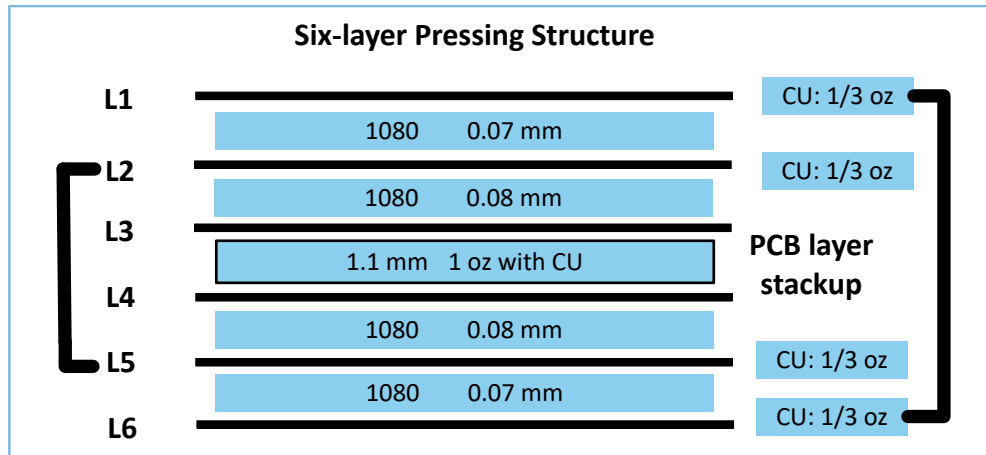 Six-layer Pressing Structure
L1
CU: 1/3 oz
1080 0.07 mm
L2
CU: 1/3 oz
1080 0.08 mm
L3
1.1 mm 1 oz with CU
PCB layer
stackup
L4
1080 0.08 mm
L5
CU: 1/3 oz
1080 0.07 mm
CU: 1/3 oz
L6